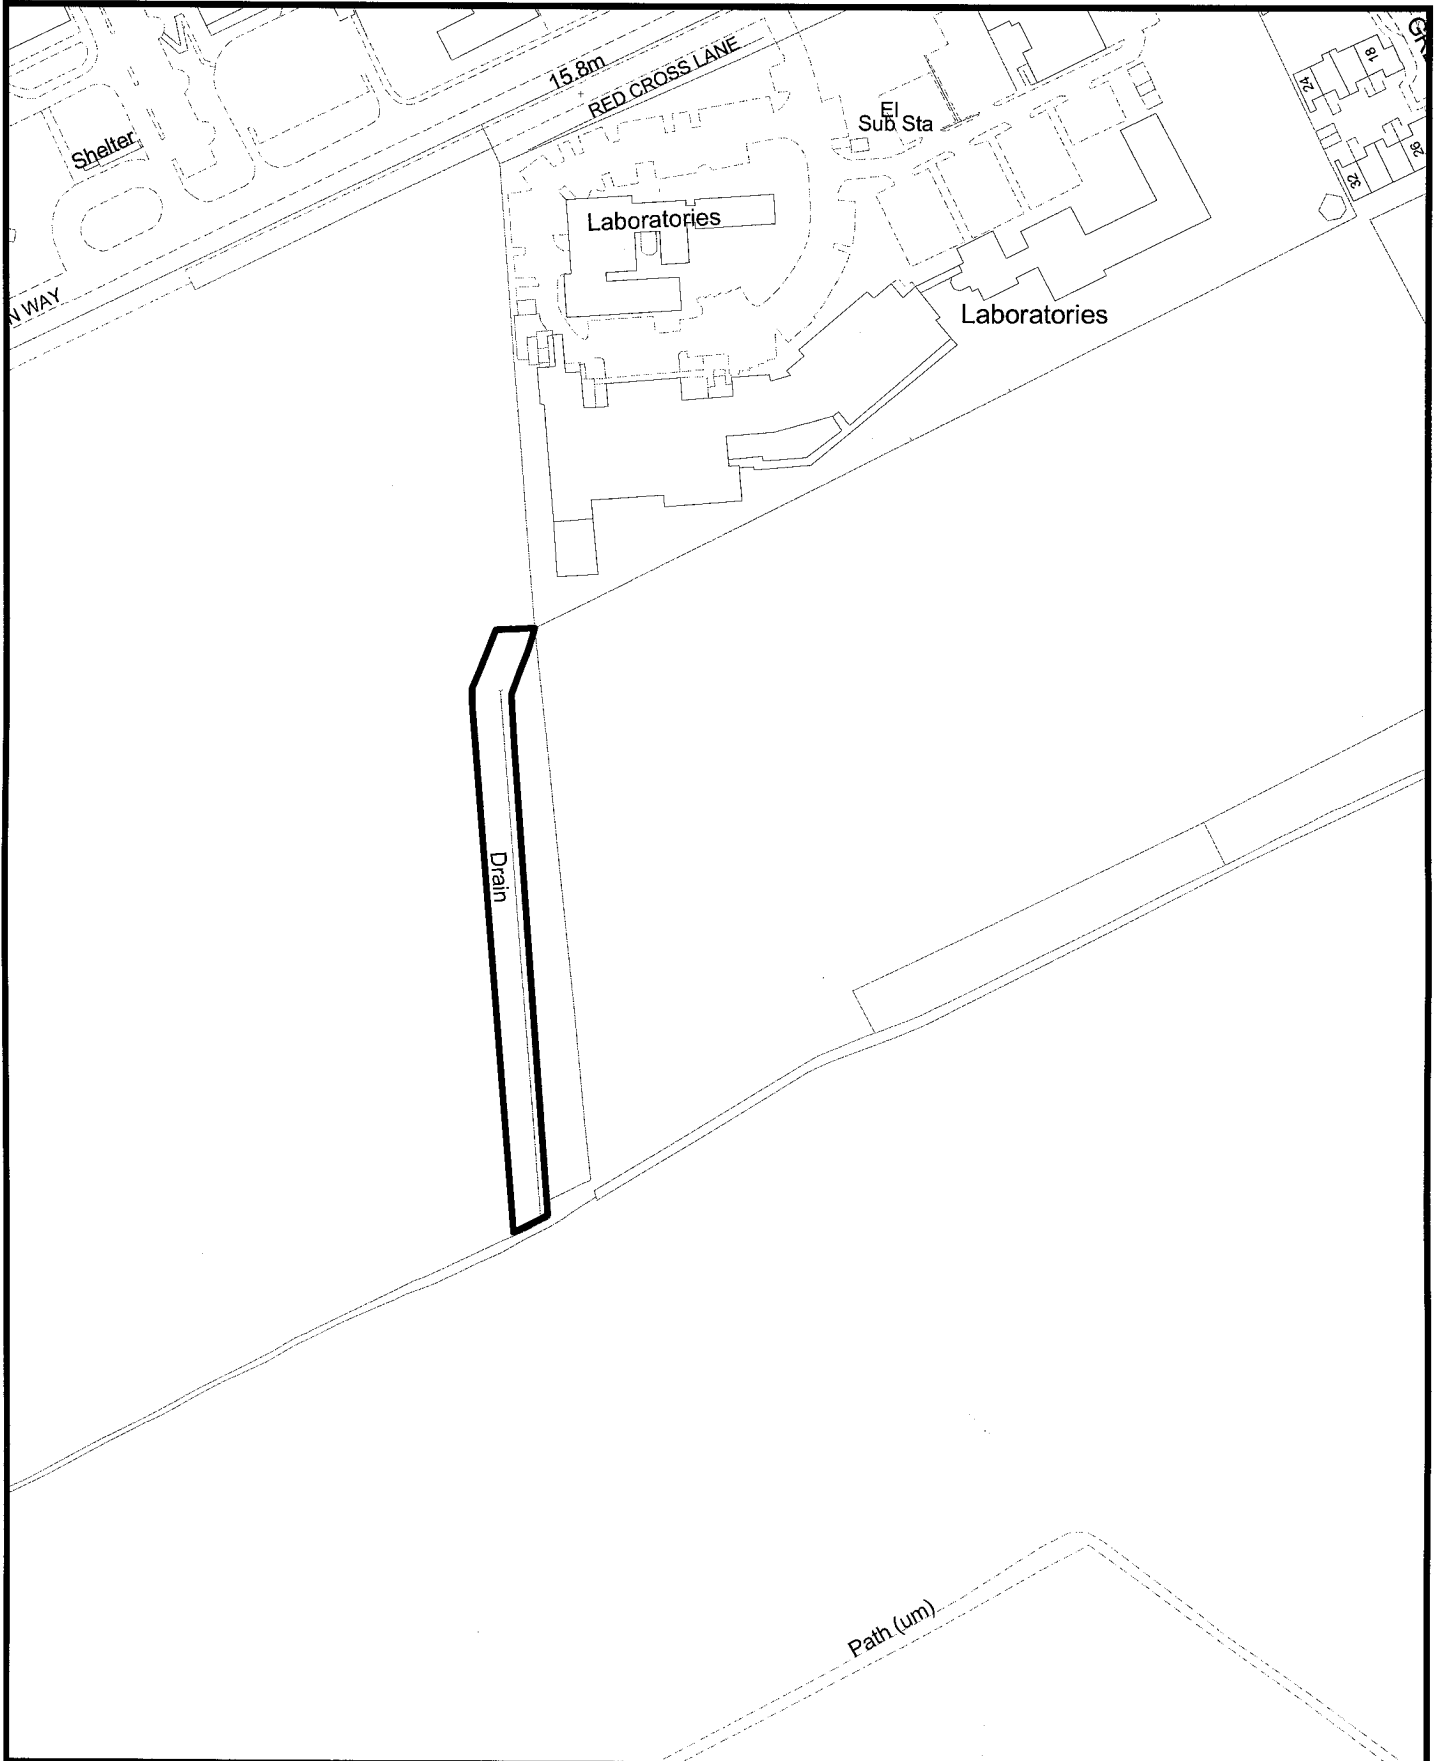 15.8m
RED CROSS LANE
Shelter
El
Sub Sta
18
24
26
32
Laboratories
Laboratories
N WAY
Drain
Path (um)